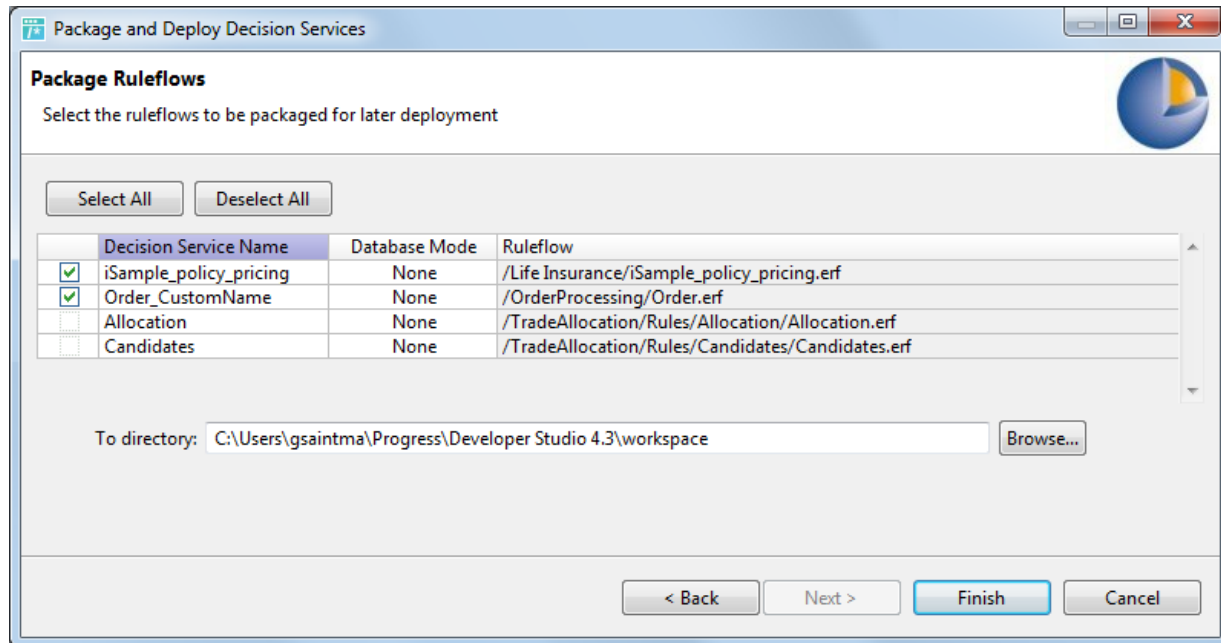 Package and Deploy Decision Services
Package Ruleflows
Select the ruleflows to be packaged for later deployment
Select All Deselect All
Decision Service Name Database Mode Ruleflow
iSample_policy_pricing None /Life Insurance/iSample_policy_pricing.erf
Order_CustomName None /OrderProcessing/Order.erf
Allocation None /TradeAllocation/Rules/Allocation/Allocation.erf
Candidates None /TradeAllocation/Rules/Candidates/Candidates.erf
To directory: C:\Users\gsaintma\Progress\Developer Studio 4.3\workspace Browse...
< Back Next > Finish Cancel